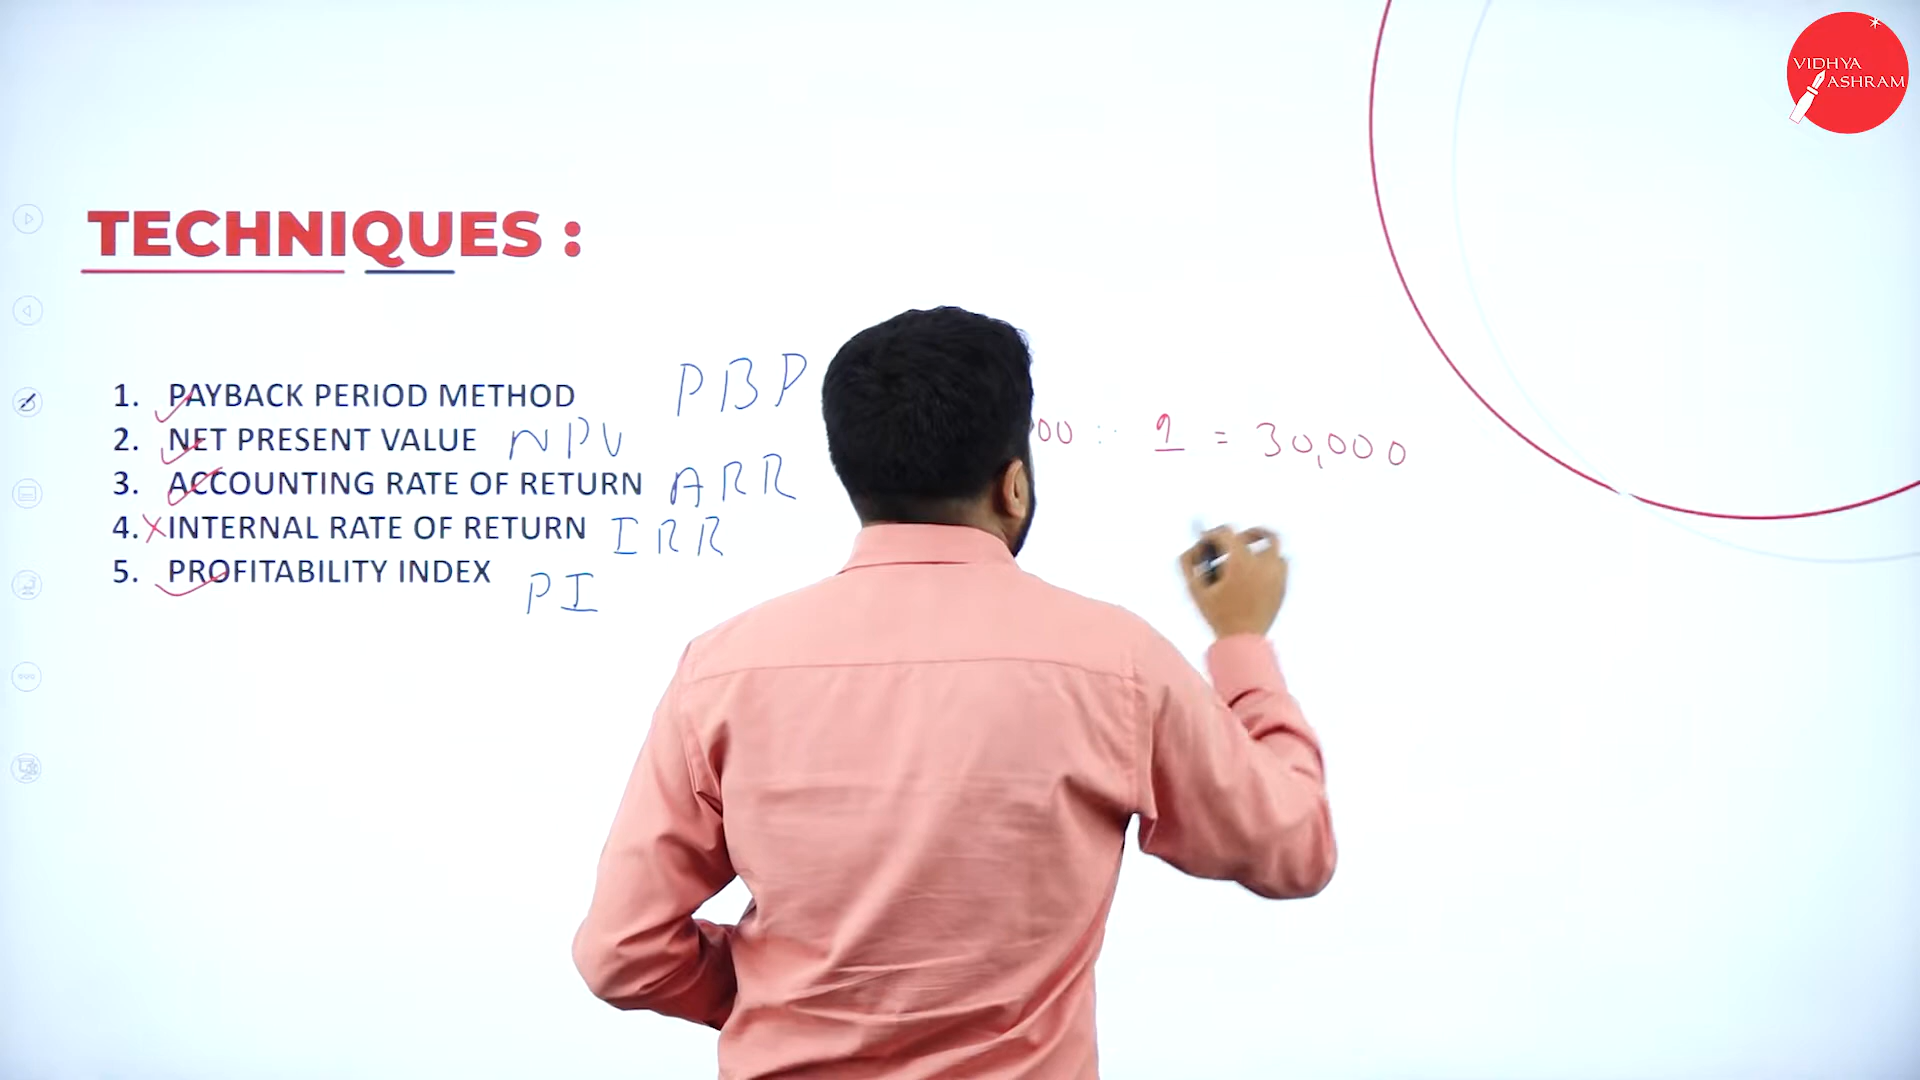 VIDHYA
ASHRAM
TECHNIQUES :
1. PAYBACK PERIOD METHOD PBP
2. NET PRESENT VALUE NPV
3. ACCOUNTING RATE OF RETURN ARR
4. INTERNAL RATE OF RETURN IRR
5. PROFITABILITY INDEX PI
00 = 30,000